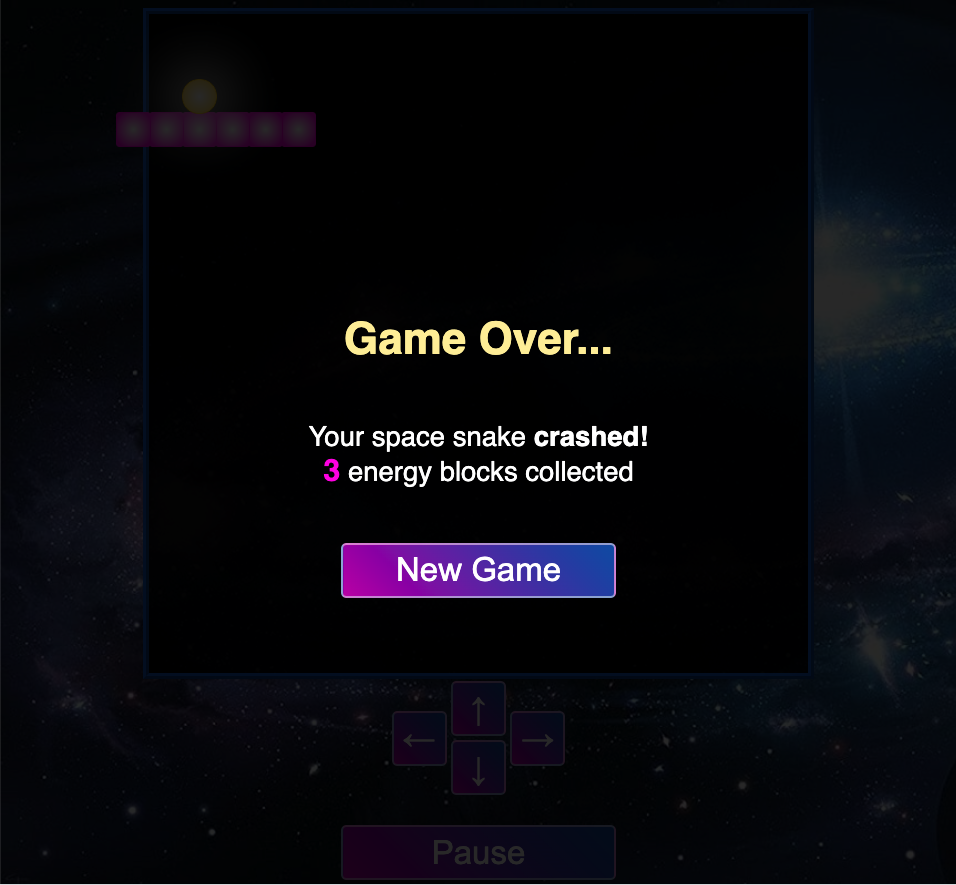 Game Over...
Your space snake crashed!
3 energy blocks collected
New Game
↑
← →
↓
Pause